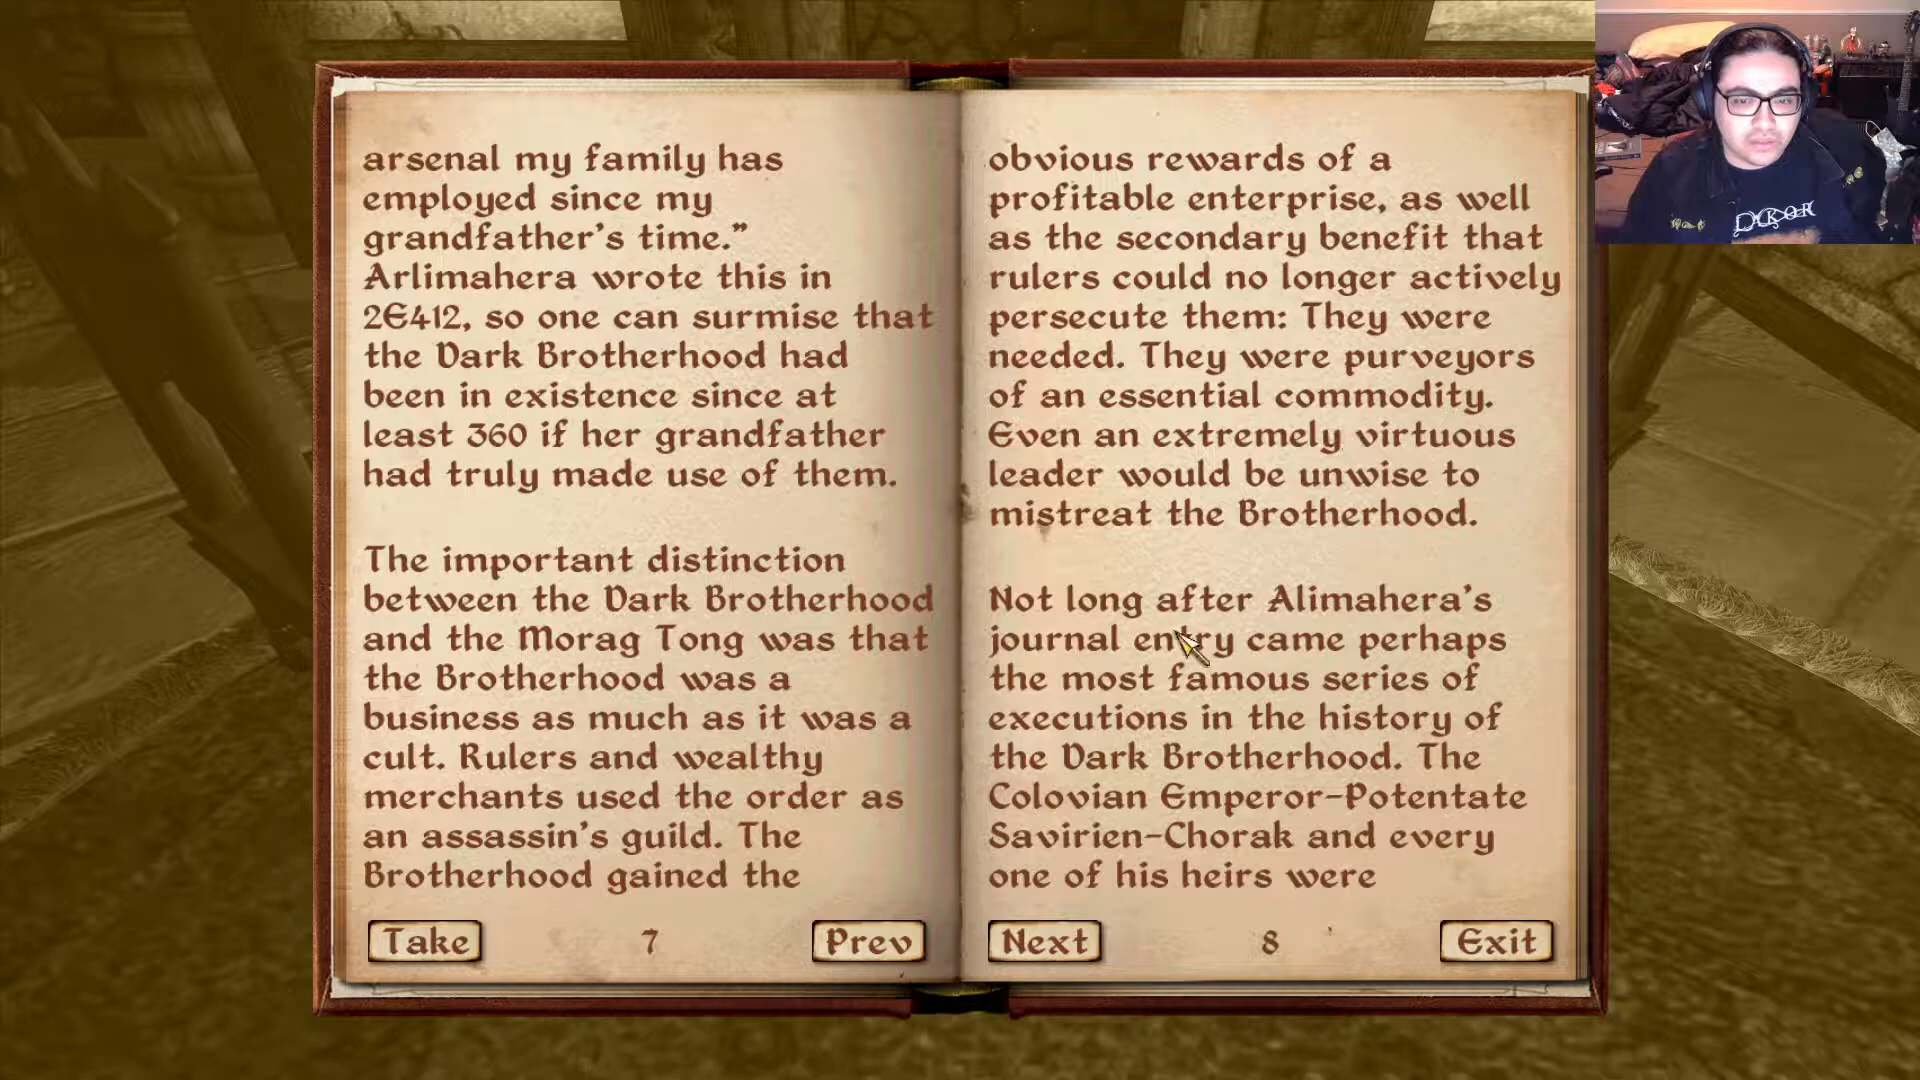 arsenal my family has
employed since my
grandfather's time."
Arlimahera wrote this in
2E412, so one can surmise that
the Dark Brotherhood had
been in existence since at
least 360 if her grandfather
had truly made use of them.
The important distinction
between the Dark Brotherhood
and the Morag Tong was that
the Brotherhood was a
business as much as it was a
cult. Rulers and wealthy
merchants used the order as
an assassin's guild. The
Brotherhood gained the
Take
7
Prev
obvious rewards of a
profitable enterprise, as well
as the secondary benefit that
rulers could no longer actively
persecute them: They were
needed. They were purveyors
of an essential commodity.
Even an extremely virtuous
leader would be unwise to
mistreat the Brotherhood.
Not long after Alimahera's
journal entry came perhaps
the most famous series of
executions in the history of
the Dark Brotherhood. The
Colovian Emperor-Potentate
Savirien-Chorak and every
one of his heirs were
Next
8
Exit